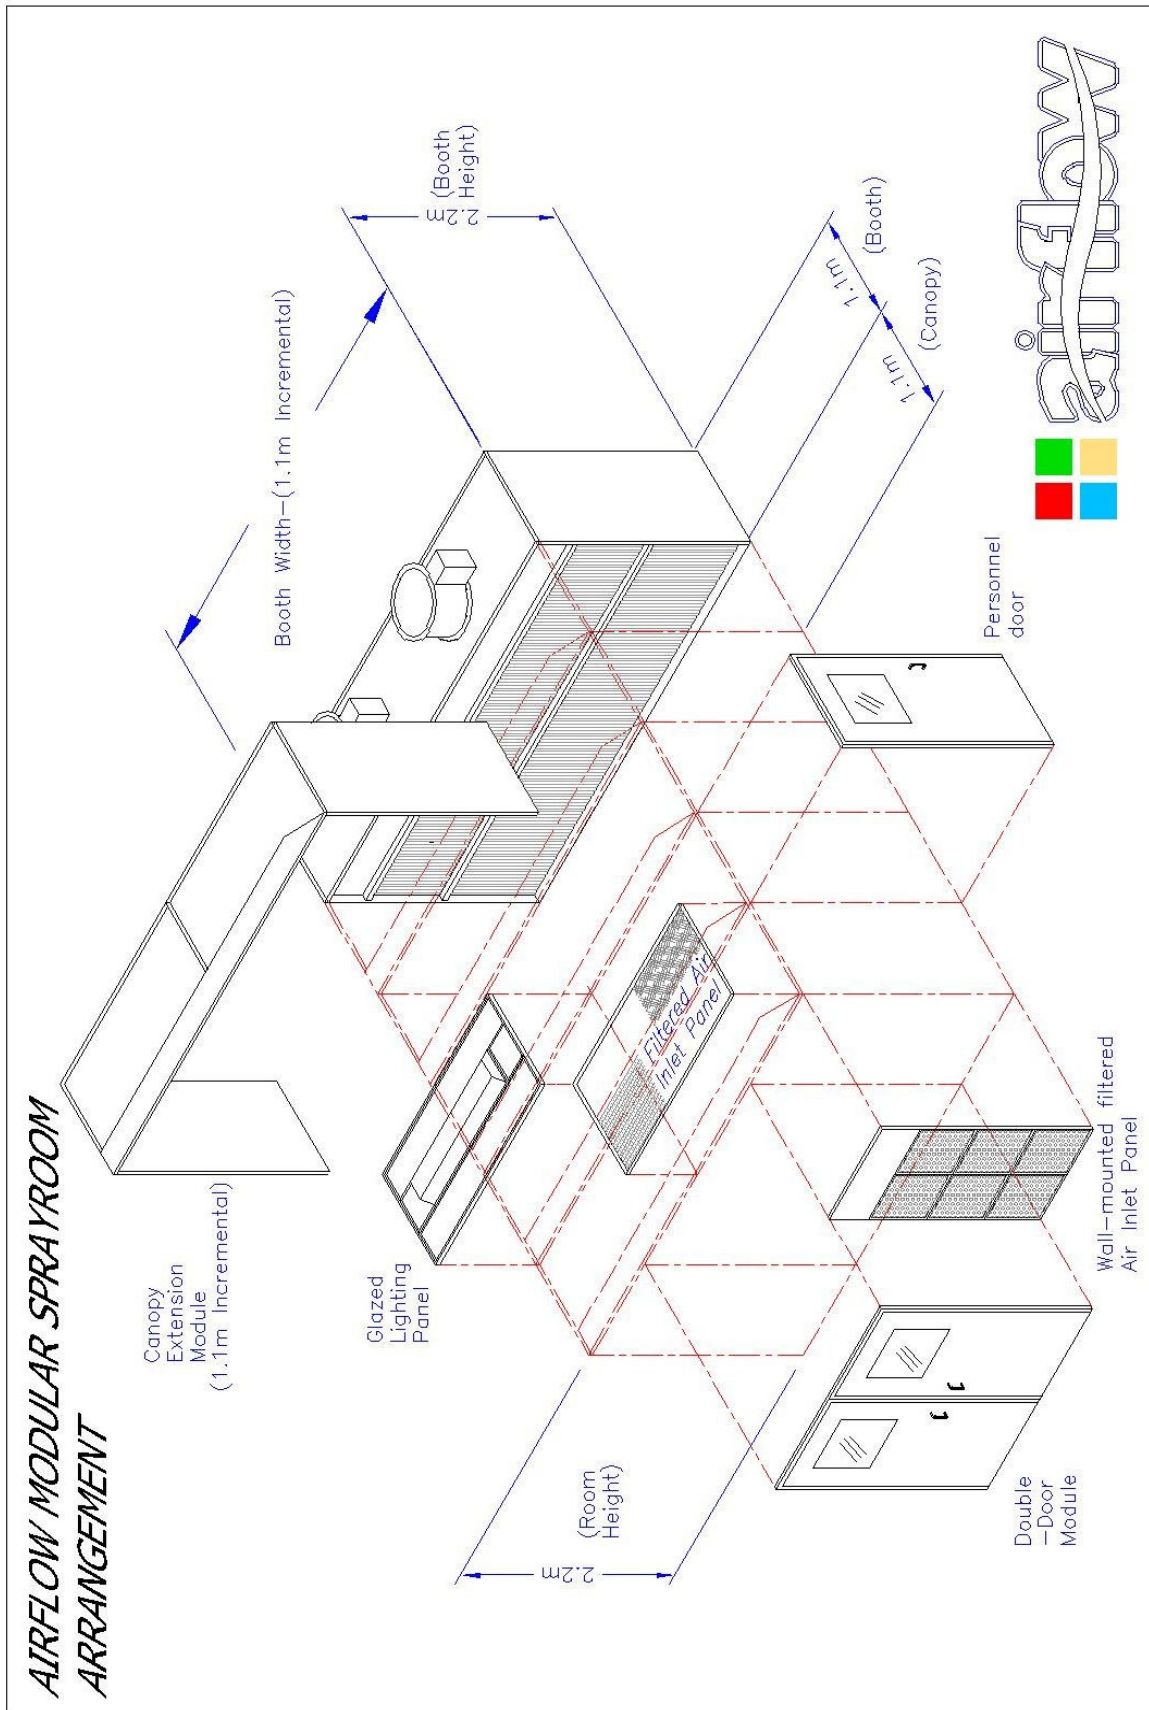 AIRFLOW MODULAR SPRAYROOM
ARRANGEMENT
Canopy
Extension
Module
(1.1m Incremental)
Booth Width-(1.1m Incremental)
2.2m
(Booth
Height)
Glazed
Lighting
Panel
Filtered Air
Inlet Panel
1.1m
(Booth)
1.1m
(Canopy)
(Room
Height)
2.2m
Personnel
door
Double
-Door
Module
Wall-mounted filtered
Air Inlet Panel
airflow